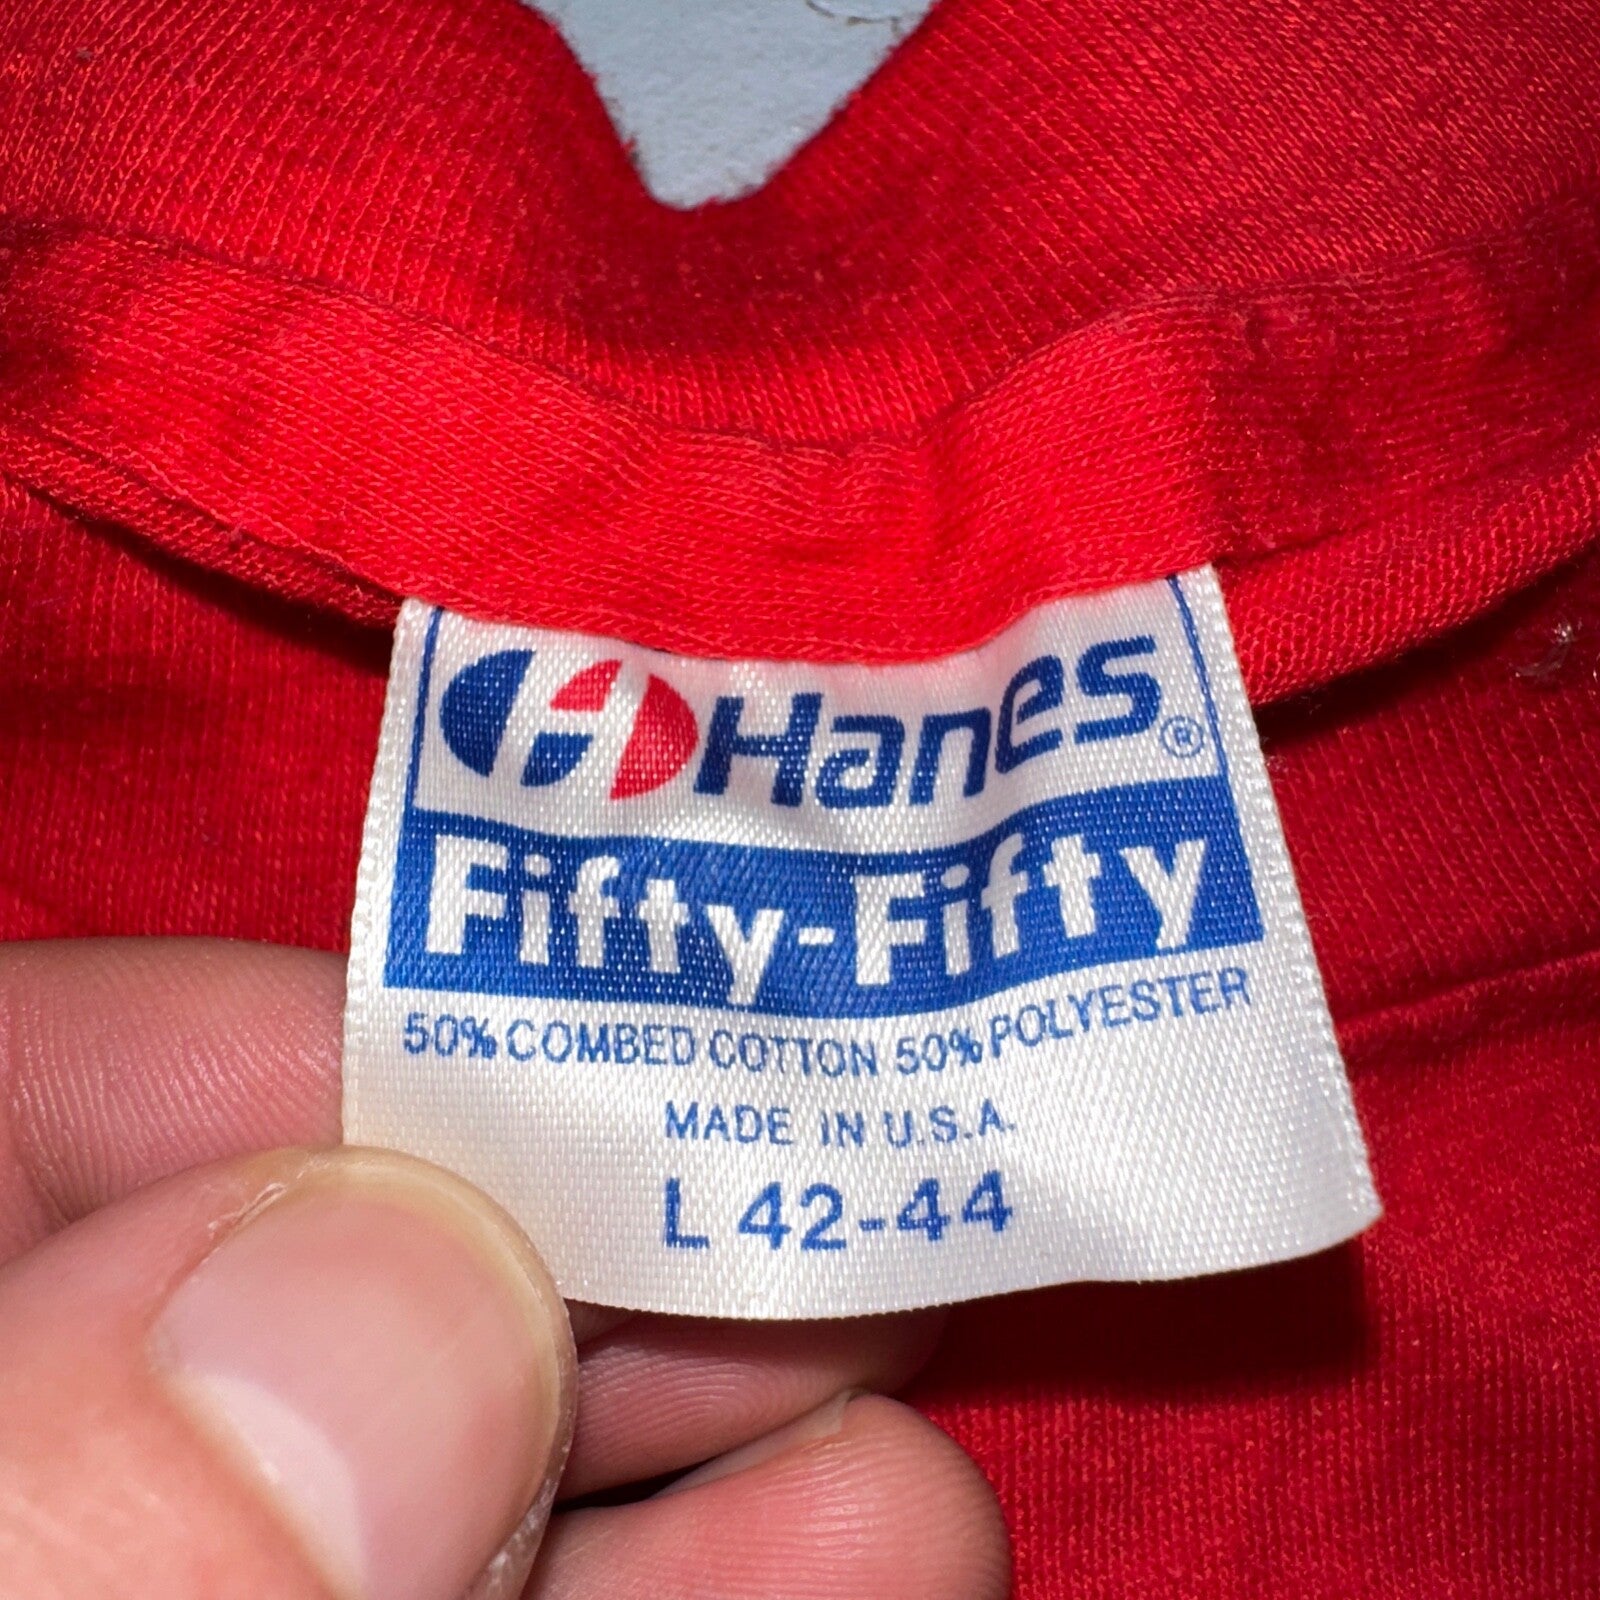 Hanes®
Fifty-Fifty
50% COMBED COTTON 50% POLYESTER
MADE IN U.S.A.
L 42-44